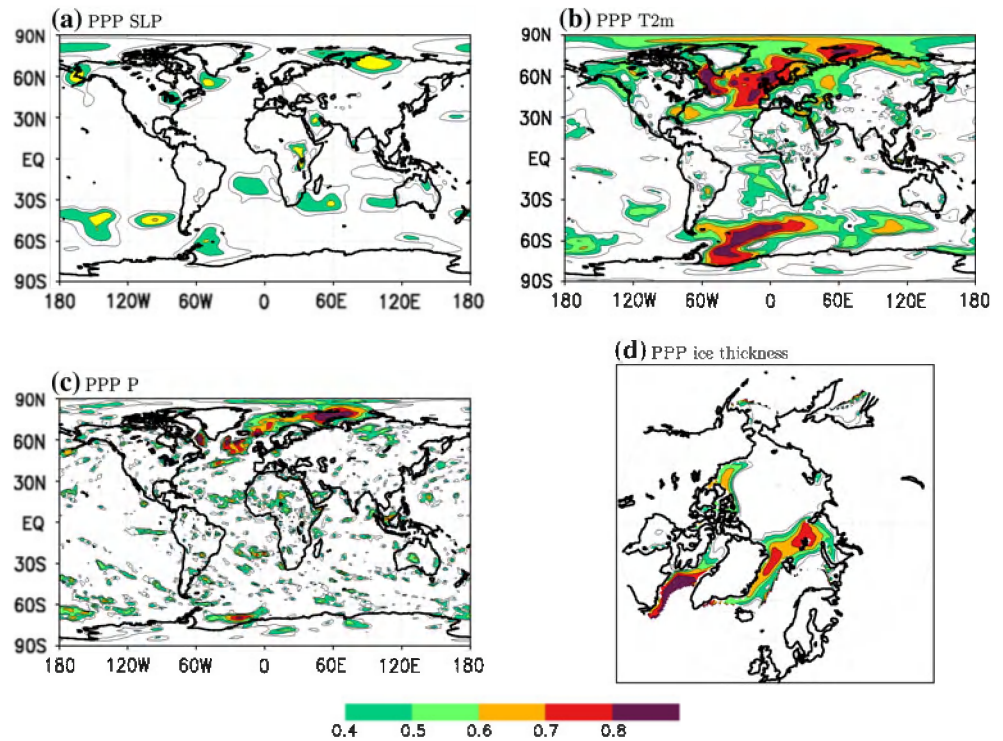 (a) PPP SLP
90N
60N
30N
EQ
30S
60S
90S
180 120W 60W 0 60E 120E 180
(b) PPP T2m
90N
60N
30N
EQ
30S
60S
90S
180 120W 60W 0 60E 120E 180
(c) PPP P
90N
60N
30N
EQ
30S
60S
90S
180 120W 60W 0 60E 120E 180
(d) PPP ice thickness
0.4 0.5 0.6 0.7 0.8